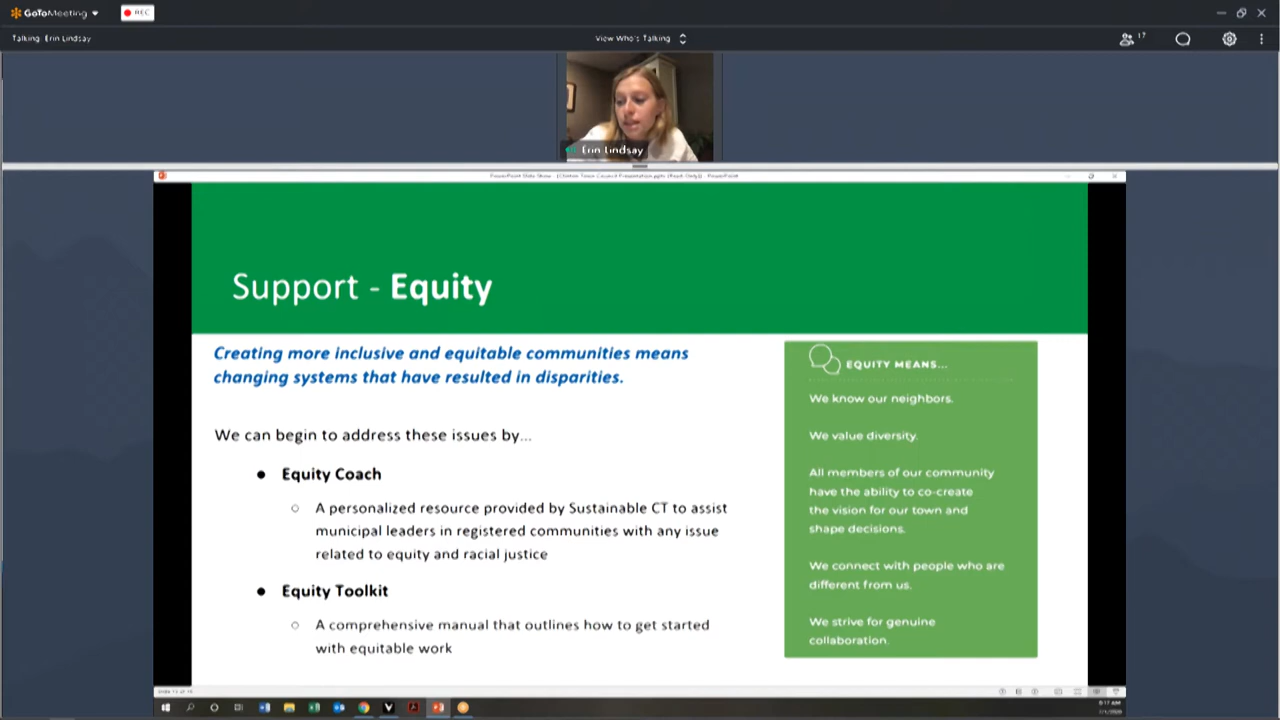 GoToMeeting
REC
Talking: Erin Lindsay
View Who's Talking
17
Erin Lindsay
Support - Equity
Creating more inclusive and equitable communities means
changing systems that have resulted in disparities.
We can begin to address these issues by...
Equity Coach
A personalized resource provided by Sustainable CT to assist
municipal leaders in registered communities with any issue
related to equity and racial justice
Equity Toolkit
A comprehensive manual that outlines how to get started
with equitable work
EQUITY MEANS...
We know our neighbors.
We value diversity.
All members of our community
have the ability to co-create
the vision for our town and
shape decisions.
We connect with people who are
different from us.
We strive for genuine
collaboration.